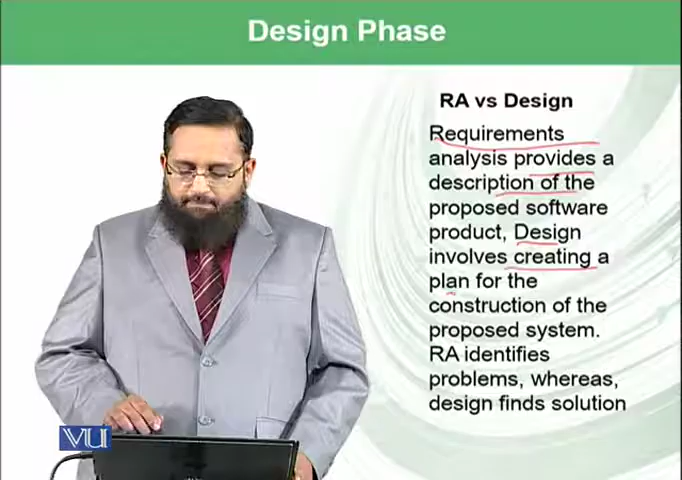 Design Phase
RA vs Design
Requirements
analysis provides a
description of the
proposed software
product, Design
involves creating a
plan for the
construction of the
proposed system.
RA identifies
problems, whereas,
design finds solution
VU